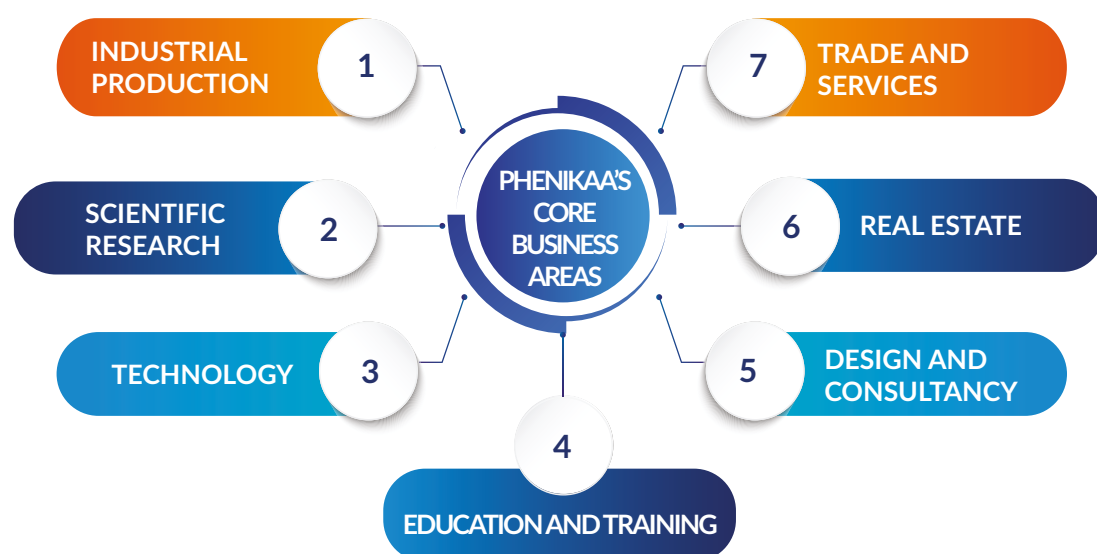 PHENIKAA'S
CORE
BUSINESS
AREAS
1
INDUSTRIAL
PRODUCTION
2
SCIENTIFIC
RESEARCH
3
TECHNOLOGY
4
EDUCATION AND TRAINING
5
DESIGN AND
CONSULTANCY
6
REAL ESTATE
7
TRADE AND
SERVICES